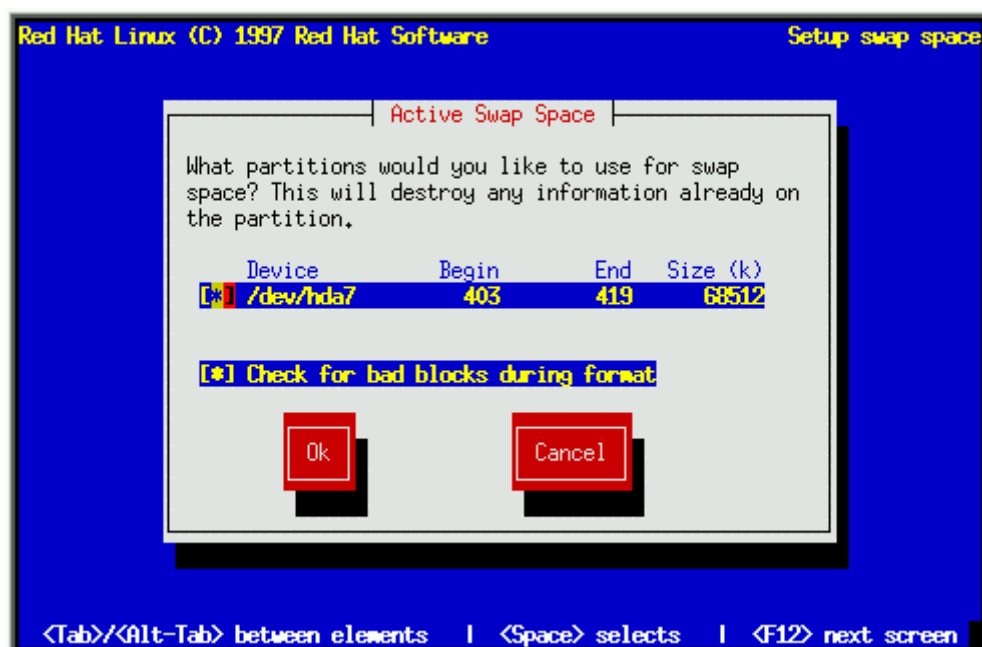 Red Hat Linux (C) 1997 Red Hat Software Setup swap space
Active Swap Space
What partitions would you like to use for swap
space? This will destroy any information already on
the partition.
Device Begin End Size (k)
[*] /dev/hda7 403 419 68512
[*] Check for bad blocks during format
Ok Cancel
<Tab>/<Alt-Tab> between elements | <Space> selects | <F12> next screen